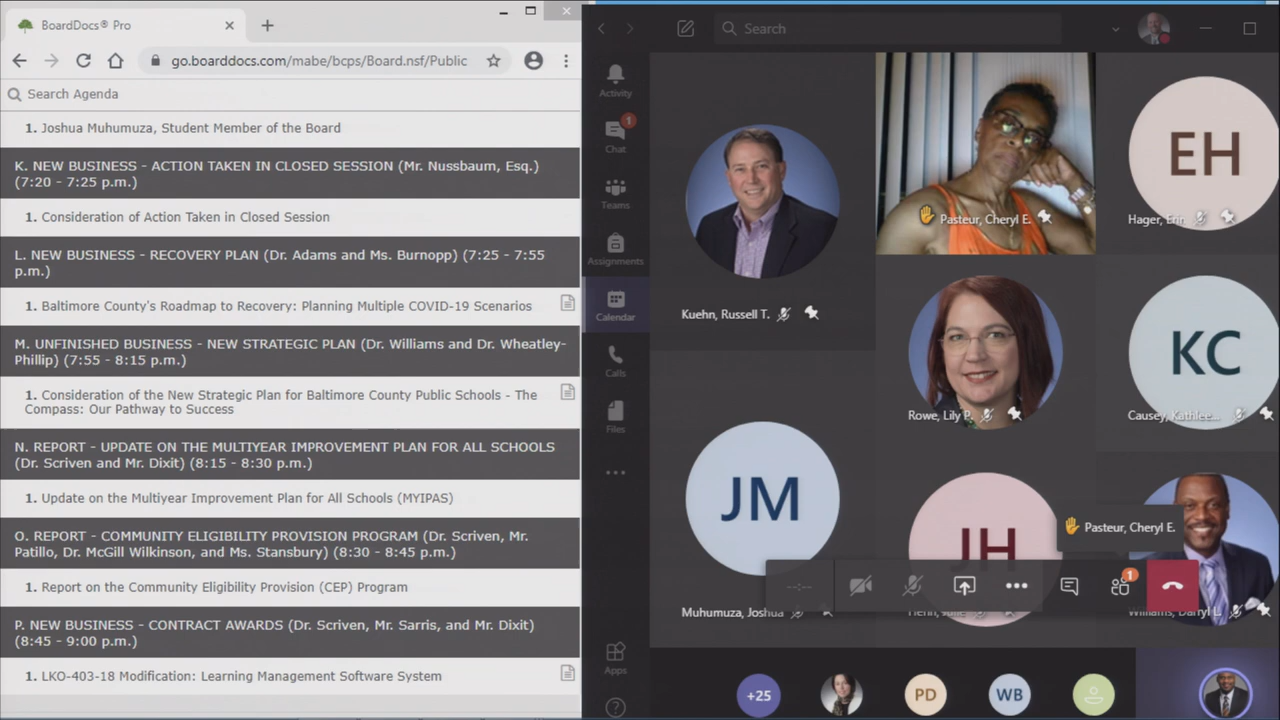 BoardDocs® Pro
go.boarddocs.com/mabe/bcps/Board.nsf/Public
Search Agenda
1. Joshua Muhumuza, Student Member of the Board
K. NEW BUSINESS - ACTION TAKEN IN CLOSED SESSION (Mr. Nussbaum, Esq.)
(7:20 - 7:25 p.m.)
1. Consideration of Action Taken in Closed Session
L. NEW BUSINESS - RECOVERY PLAN (Dr. Adams and Ms. Burnopp) (7:25 - 7:55
p.m.)
1. Baltimore County's Roadmap to Recovery: Planning Multiple COVID-19 Scenarios
M. UNFINISHED BUSINESS - NEW STRATEGIC PLAN (Dr. Williams and Dr. Wheatley-
Phillip) (7:55 - 8:15 p.m.)
1. Consideration of the New Strategic Plan for Baltimore County Public Schools - The
Compass: Our Pathway to Success
N. REPORT - UPDATE ON THE MULTIYEAR IMPROVEMENT PLAN FOR ALL SCHOOLS
(Dr. Scriven and Mr. Dixit) (8:15 - 8:30 p.m.)
1. Update on the Multiyear Improvement Plan for All Schools (MYIPAS)
O. REPORT - COMMUNITY ELIGIBILITY PROVISION PROGRAM (Dr. Scriven, Mr.
Patillo, Dr. McGill Wilkinson, and Ms. Stansbury) (8:30 - 8:45 p.m.)
1. Report on the Community Eligibility Provision (CEP) Program
P. NEW BUSINESS - CONTRACT AWARDS (Dr. Scriven, Mr. Sarris, and Mr. Dixit)
(8:45 - 9:00 p.m.)
1. LKO-403-18 Modification: Learning Management Software System
Search
Activity
1
Chat
Teams
Assignments
Calendar
Calls
Files
Apps
Kuehn, Russell T.
Pasteur, Cheryl E.
EH
Hager, Erin
Rowe, Lily P.
KC
Causey, Kathlee...
JM
Muhumuza, Joshua
JH
Henn, Julie
Pasteur, Cheryl E.
Williams, Darryl L.
--:--
1
+25
PD
WB